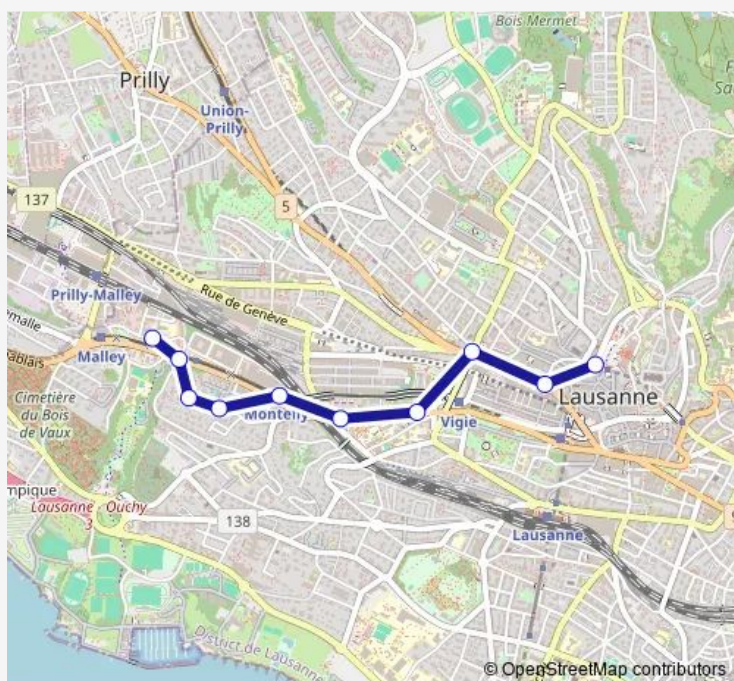 Bois Mermet
Prilly
Union-
Prilly
137
5
Prilly-Malley
Rue de Genève
Malley
Cimetière
du Bois
de Vaux
Montelly
Vigie
Lausanne
Lausanne
3
Ouchy
138
Lausanne
District de Lausanne
© OpenStreetMap contributors